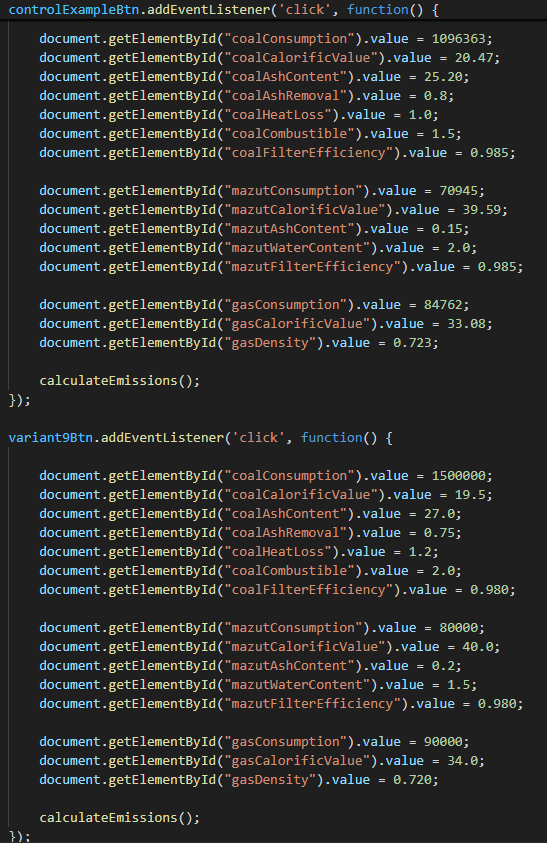 controlExampleBtn.addEventListener('click', function() {
document.getElementById("coalConsumption").value = 1096363;
document.getElementById("coalCalorificValue").value = 20.47;
document.getElementById("coalAshContent").value = 25.20;
document.getElementById("coalAshRemoval").value = 0.8;
document.getElementById("coalHeatLoss").value = 1.0;
document.getElementById("coalCombustible").value = 1.5;
document.getElementById("coalFilterEfficiency").value = 0.985;
document.getElementById("mazutConsumption").value = 70945;
document.getElementById("mazutCalorificValue").value = 39.59;
document.getElementById("mazutAshContent").value = 0.15;
document.getElementById("mazutWaterContent").value = 2.0;
document.getElementById("mazutFilterEfficiency").value = 0.985;
document.getElementById("gasConsumption").value = 84762;
document.getElementById("gasCalorificValue").value = 33.08;
document.getElementById("gasDensity").value = 0.723;
calculateEmissions();
});
variant9Btn.addEventListener('click', function() {
document.getElementById("coalConsumption").value = 1500000;
document.getElementById("coalCalorificValue").value = 19.5;
document.getElementById("coalAshContent").value = 27.0;
document.getElementById("coalAshRemoval").value = 0.75;
document.getElementById("coalHeatLoss").value = 1.2;
document.getElementById("coalCombustible").value = 2.0;
document.getElementById("coalFilterEfficiency").value = 0.980;
document.getElementById("mazutConsumption").value = 80000;
document.getElementById("mazutCalorificValue").value = 40.0;
document.getElementById("mazutAshContent").value = 0.2;
document.getElementById("mazutWaterContent").value = 1.5;
document.getElementById("mazutFilterEfficiency").value = 0.980;
document.getElementById("gasConsumption").value = 90000;
document.getElementById("gasCalorificValue").value = 34.0;
document.getElementById("gasDensity").value = 0.720;
calculateEmissions();
});